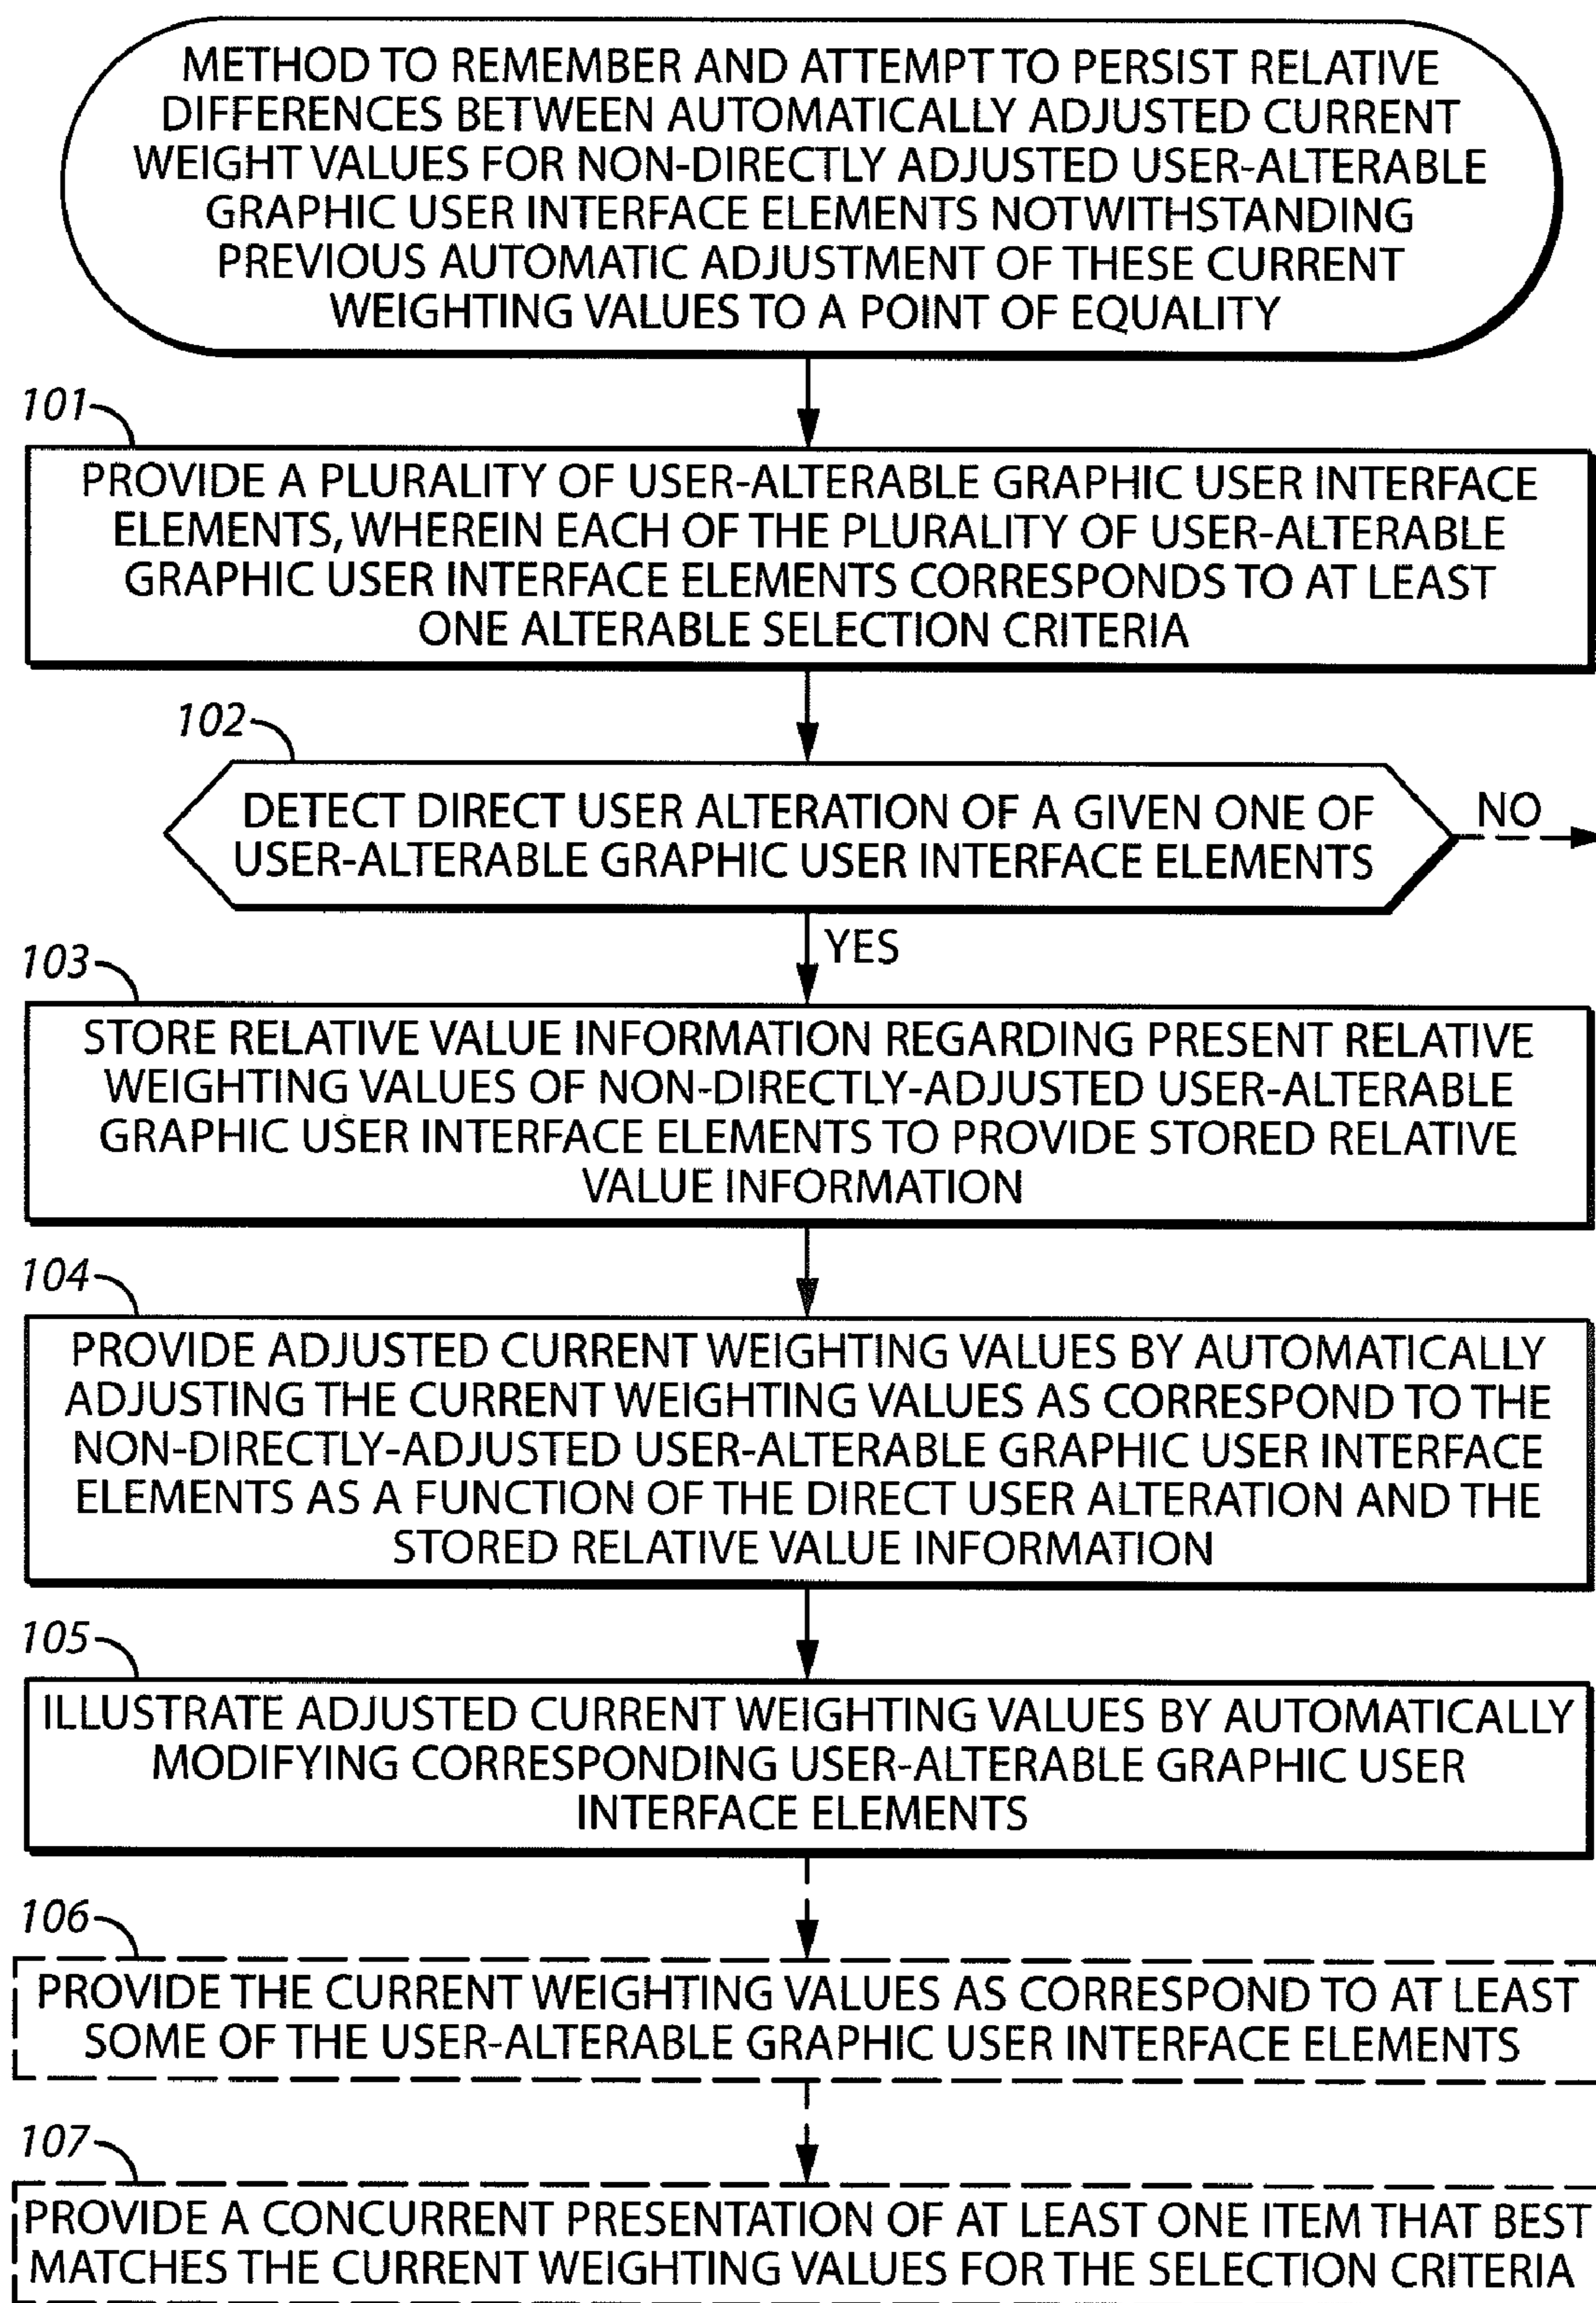 METHOD TO REMEMBER AND ATTEMPT TO PERSIST RELATIVE
DIFFERENCES BETWEEN AUTOMATICALLY ADJUSTED CURRENT
WEIGHT VALUES FOR NON-DIRECTLY ADJUSTED USER-ALTERABLE
GRAPHIC USER INTERFACE ELEMENTS NOTWITHSTANDING
PREVIOUS AUTOMATIC ADJUSTMENT OF THESE CURRENT
WEIGHTING VALUES TO A POINT OF EQUALITY
101
PROVIDE A PLURALITY OF USER-ALTERABLE GRAPHIC USER INTERFACE
ELEMENTS, WHEREIN EACH OF THE PLURALITY OF USER-ALTERABLE
GRAPHIC USER INTERFACE ELEMENTS CORRESPONDS TO AT LEAST
ONE ALTERABLE SELECTION CRITERIA
102
DETECT DIRECT USER ALTERATION OF A GIVEN ONE OF
USER-ALTERABLE GRAPHIC USER INTERFACE ELEMENTS
NO
YES
103
STORE RELATIVE VALUE INFORMATION REGARDING PRESENT RELATIVE
WEIGHTING VALUES OF NON-DIRECTLY-ADJUSTED USER-ALTERABLE
GRAPHIC USER INTERFACE ELEMENTS TO PROVIDE STORED RELATIVE
VALUE INFORMATION
104
PROVIDE ADJUSTED CURRENT WEIGHTING VALUES BY AUTOMATICALLY
ADJUSTING THE CURRENT WEIGHTING VALUES AS CORRESPOND TO THE
NON-DIRECTLY-ADJUSTED USER-ALTERABLE GRAPHIC USER INTERFACE
ELEMENTS AS A FUNCTION OF THE DIRECT USER ALTERATION AND THE
STORED RELATIVE VALUE INFORMATION
105
ILLUSTRATE ADJUSTED CURRENT WEIGHTING VALUES BY AUTOMATICALLY
MODIFYING CORRESPONDING USER-ALTERABLE GRAPHIC USER
INTERFACE ELEMENTS
106
PROVIDE THE CURRENT WEIGHTING VALUES AS CORRESPOND TO AT LEAST
SOME OF THE USER-ALTERABLE GRAPHIC USER INTERFACE ELEMENTS
107
PROVIDE A CONCURRENT PRESENTATION OF AT LEAST ONE ITEM THAT BEST
MATCHES THE CURRENT WEIGHTING VALUES FOR THE SELECTION CRITERIA